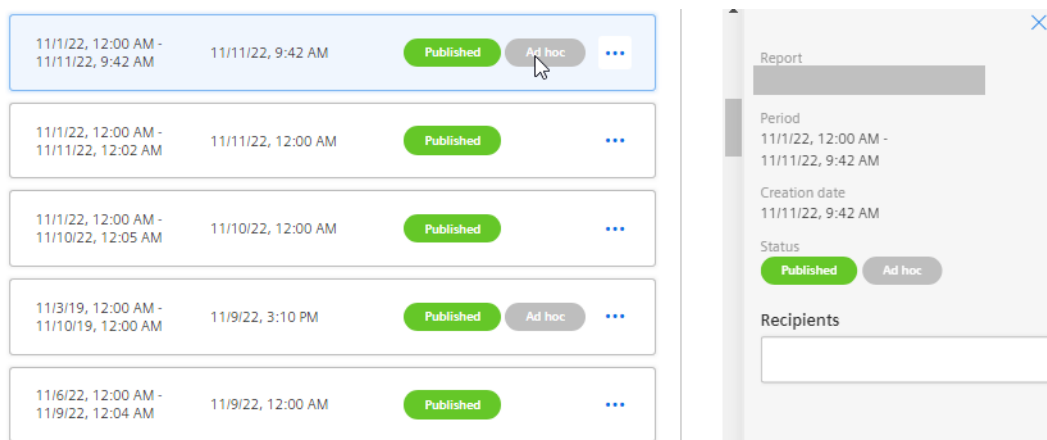 11/1/22, 12:00 AM -
11/11/22, 9:42 AM
11/11/22, 9:42 AM
Published
Ad hoc
11/1/22, 12:00 AM -
11/11/22, 12:02 AM
11/11/22, 12:00 AM
Published
11/1/22, 12:00 AM -
11/10/22, 12:05 AM
11/10/22, 12:00 AM
Published
11/3/19, 12:00 AM -
11/10/19, 12:00 AM
11/9/22, 3:10 PM
Published
Ad hoc
11/6/22, 12:00 AM -
11/9/22, 12:04 AM
11/9/22, 12:00 AM
Published
Report
Period
11/1/22, 12:00 AM -
11/11/22, 9:42 AM
Creation date
11/11/22, 9:42 AM
Status
Published
Ad hoc
Recipients